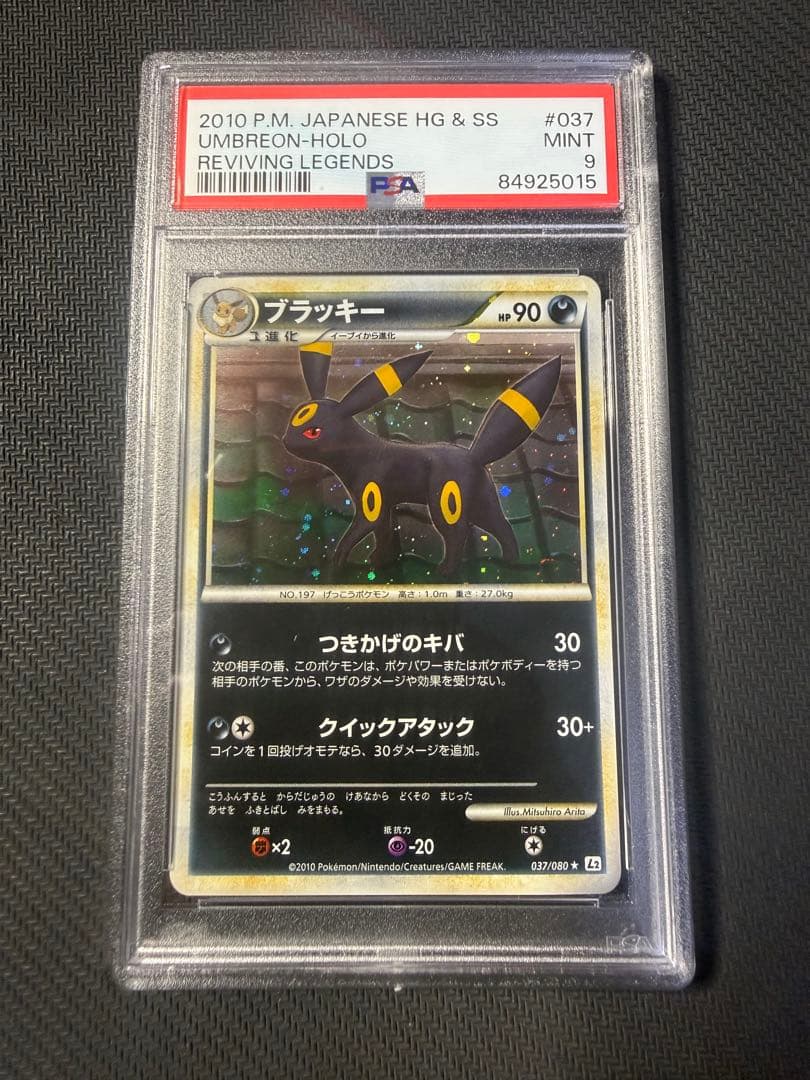 2010 P.M. JAPANESE HG & SS #037
UMBREON-HOLO MINT
REVIVING LEGENDS 9
PSA 84925015
ブラッキー HP 90
1進化 イーブイから進化
NO.197 げっこうポケモン 高さ:1.0m 重さ:27.0kg
つきかげのキバ 30
次の相手の番、このポケモンは、ポケパワーまたはポケボディーを持つ
相手のポケモンから、ワザのダメージや効果を受けない。
クイックアタック 30+
コインを1回投げオモテなら、30ダメージを追加。
こうふんすると からだじゅうの けあなから どくその まじった
あせを ふきとばし みをまもる。
Illus. Mitsuhiro Arita
弱点 抵抗力 にげる
×2 -20
037/080 ★ L2
©2010 Pokémon/Nintendo/Creatures/GAME FREAK.
PSA